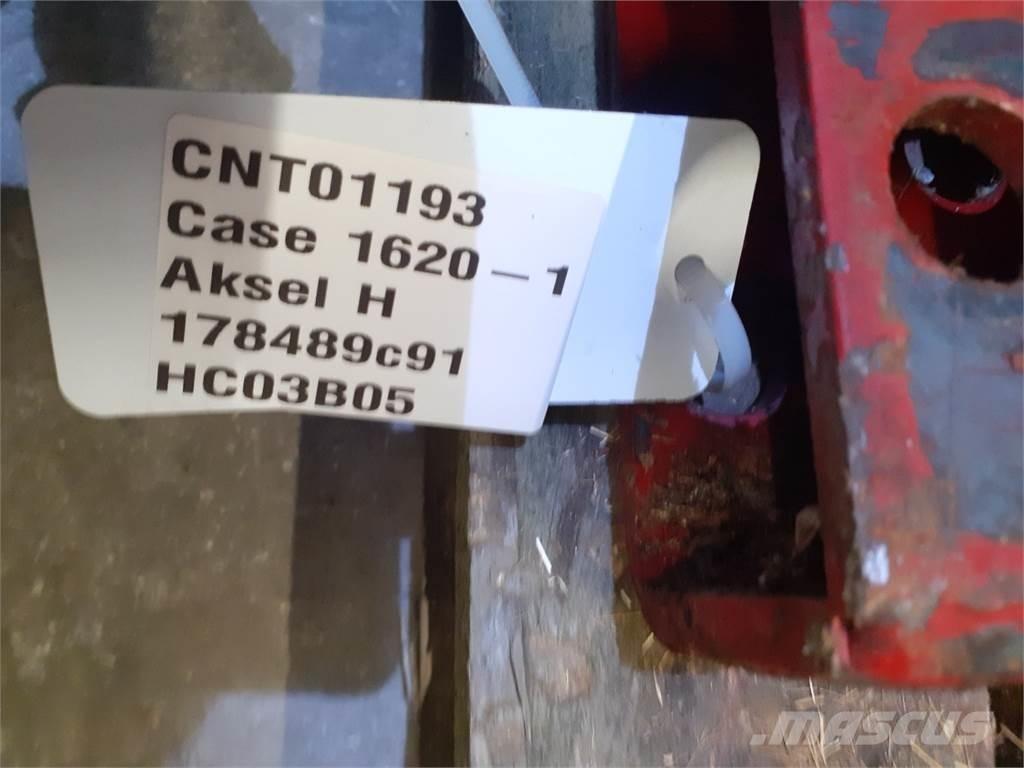 CNT01193
Case 1620-1
Aksel H
178489c91
HC03B05
MASCUS